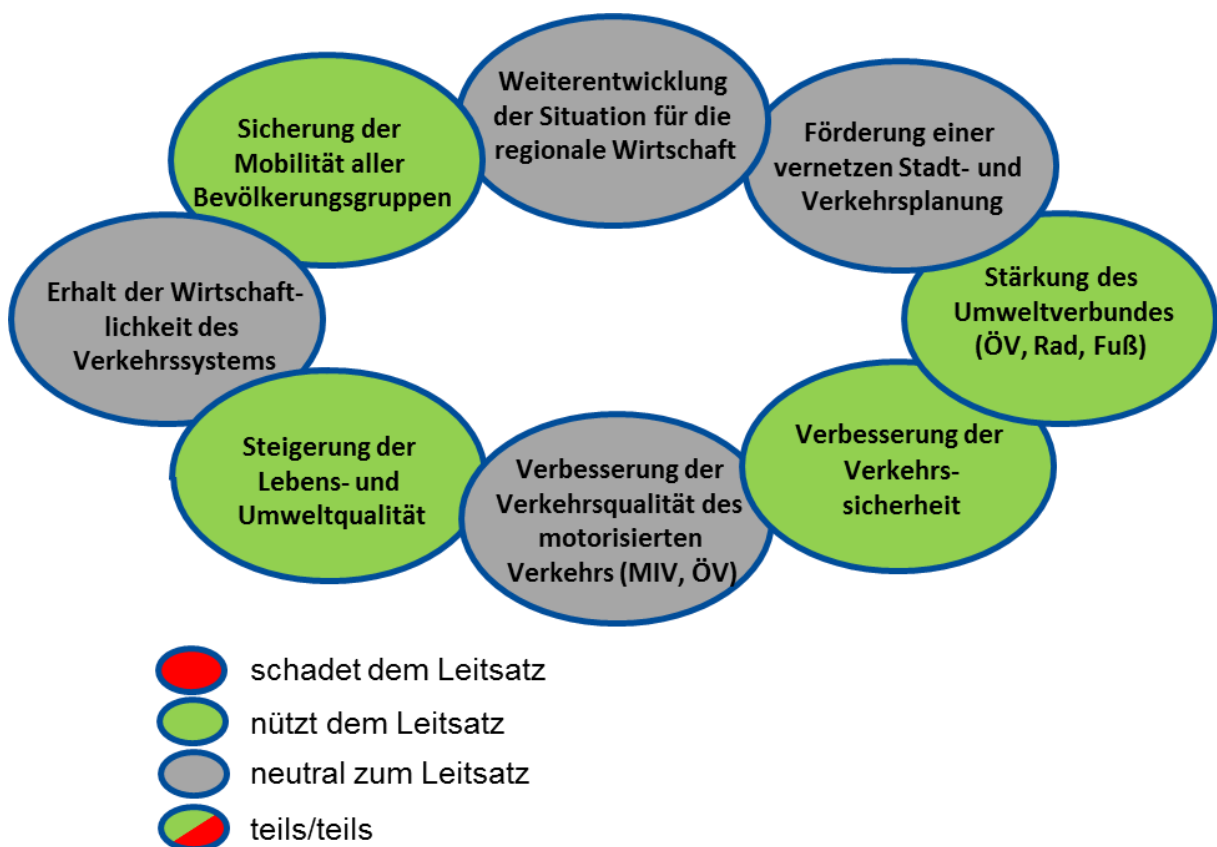 Weiterentwicklung
der Situation für die
regionale Wirtschaft
Förderung einer
vernetzen Stadt- und
Verkehrsplanung
Stärkung des
Umweltverbundes
(ÖV, Rad, Fuß)
Verbesserung der
Verkehrs-
sicherheit
Verbesserung der
Verkehrsqualität des
motorisierten
Verkehrs (MIV, ÖV)
Steigerung der
Lebens- und
Umweltqualität
Erhalt der Wirtschaft-
lichkeit des
Verkehrssystems
Sicherung der
Mobilität aller
Bevölkerungsgruppen
schadet dem Leitsatz
nützt dem Leitsatz
neutral zum Leitsatz
teils/teils